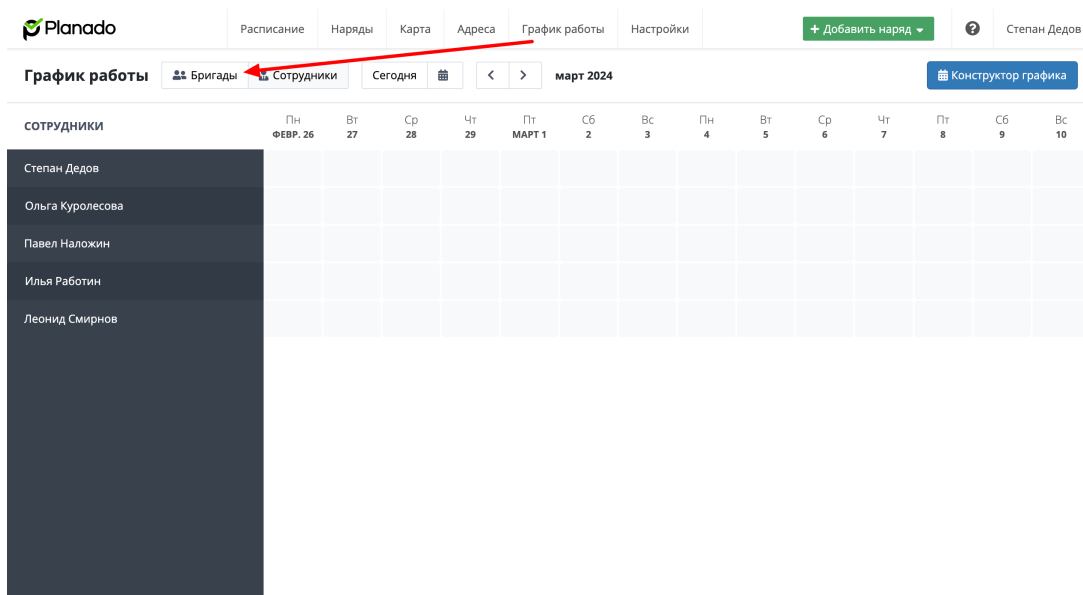 Planado Расписание Наряды Карта Адреса График работы Настройки + Добавить наряд Степан Дедов
График работы Бригады Сотрудники Сегодня март 2024 Конструктор графика
СОТРУДНИКИ Пн Вт Ср Чт Пт Сб Вс Пн Вт Ср Чт Пт Сб Вс
ФЕВР. 26 27 28 29 МАРТ 1 2 3 4 5 6 7 8 9 10
Степан Дедов
Ольга Куролесова
Павел Наложин
Илья Работин
Леонид Смирнов